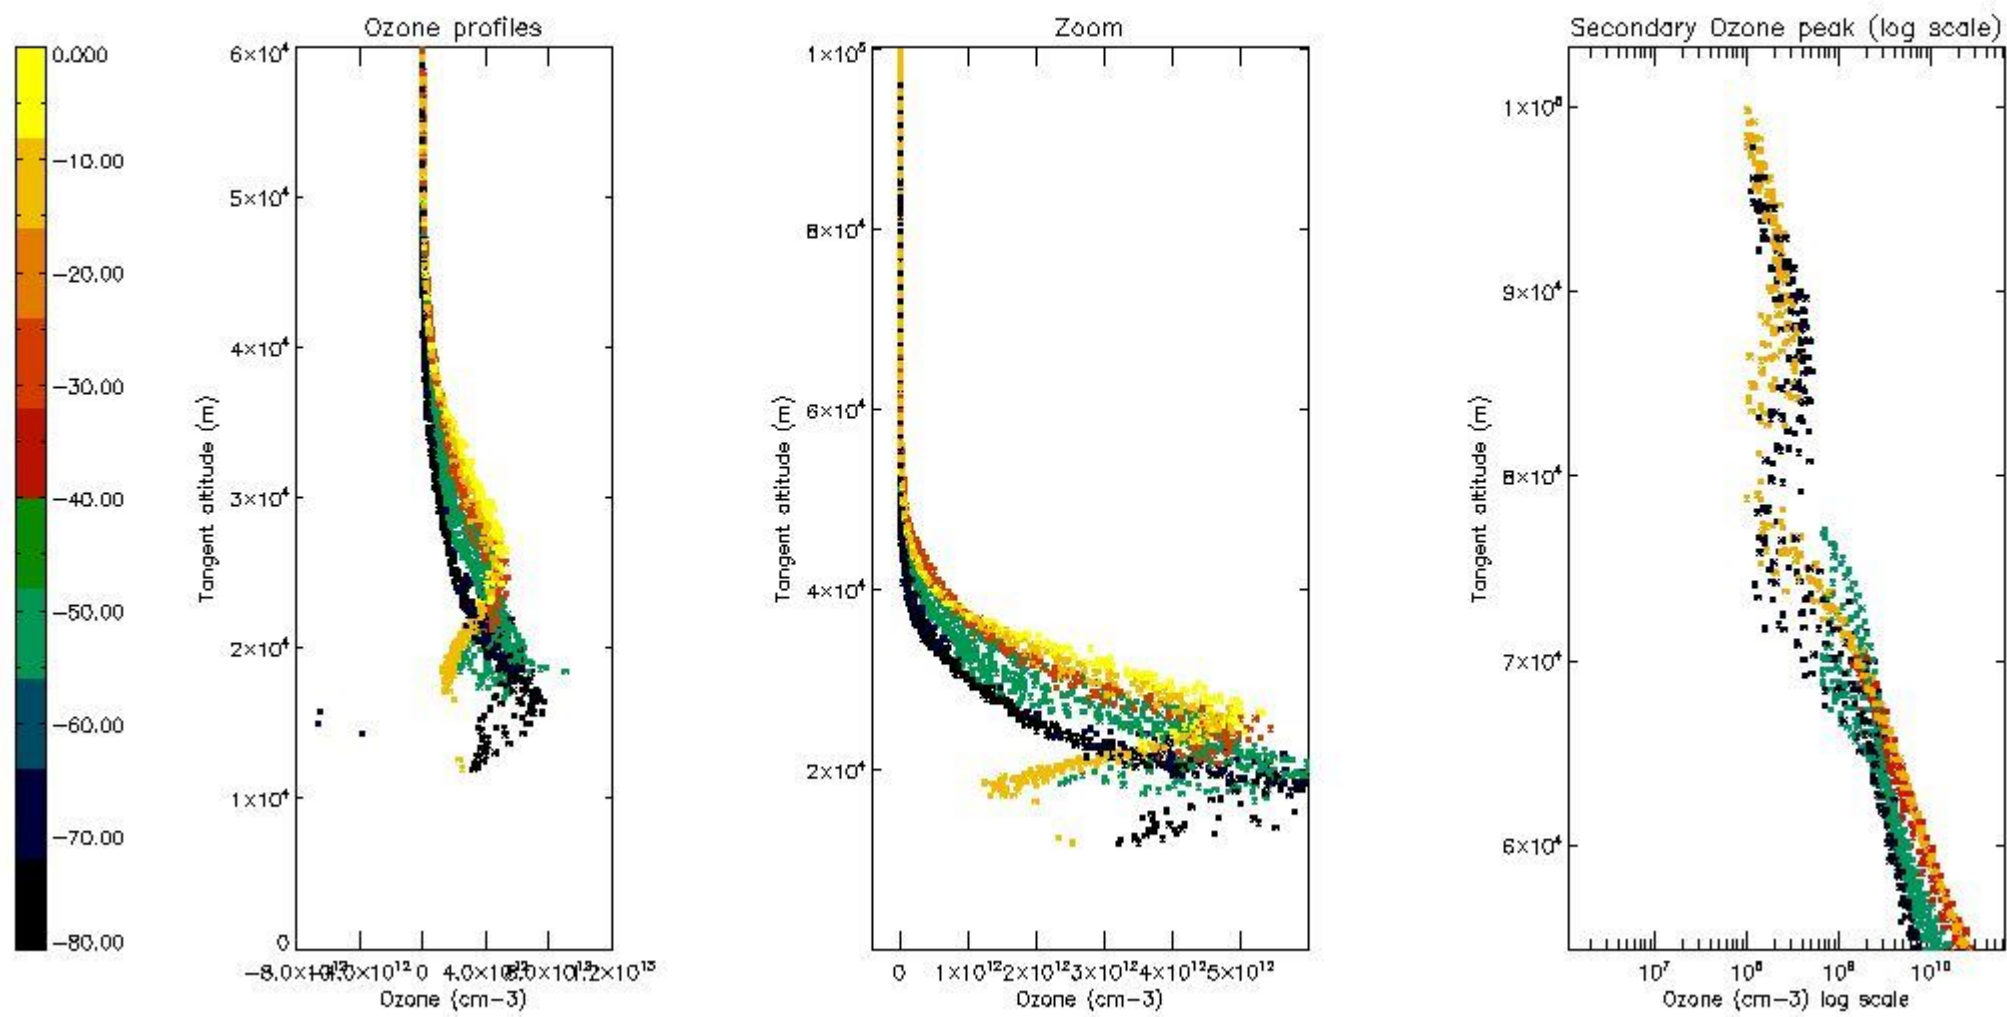 Ozone profiles
Zoom
Secondary Ozone peak (log scale)
0.000
−10.00
−20.00
−30.00
−40.00
−50.00
−60.00
−70.00
−80.00
6×10⁴
5×10⁴
4×10⁴
3×10⁴
2×10⁴
1×10⁴
0
Tangent altitude (m)
0
Ozone (cm−3)
1×10⁵
8×10⁴
6×10⁴
4×10⁴
2×10⁴
Tangent altitude (m)
0 1×10¹² 2×10¹² 3×10¹² 4×10¹² 5×10¹²
Ozone (cm−3)
9×10⁴
8×10⁴
7×10⁴
6×10⁴
Tangent altitude (m)
10⁷ 10⁸ 10⁹ 10¹⁰
Ozone (cm−3) log scale